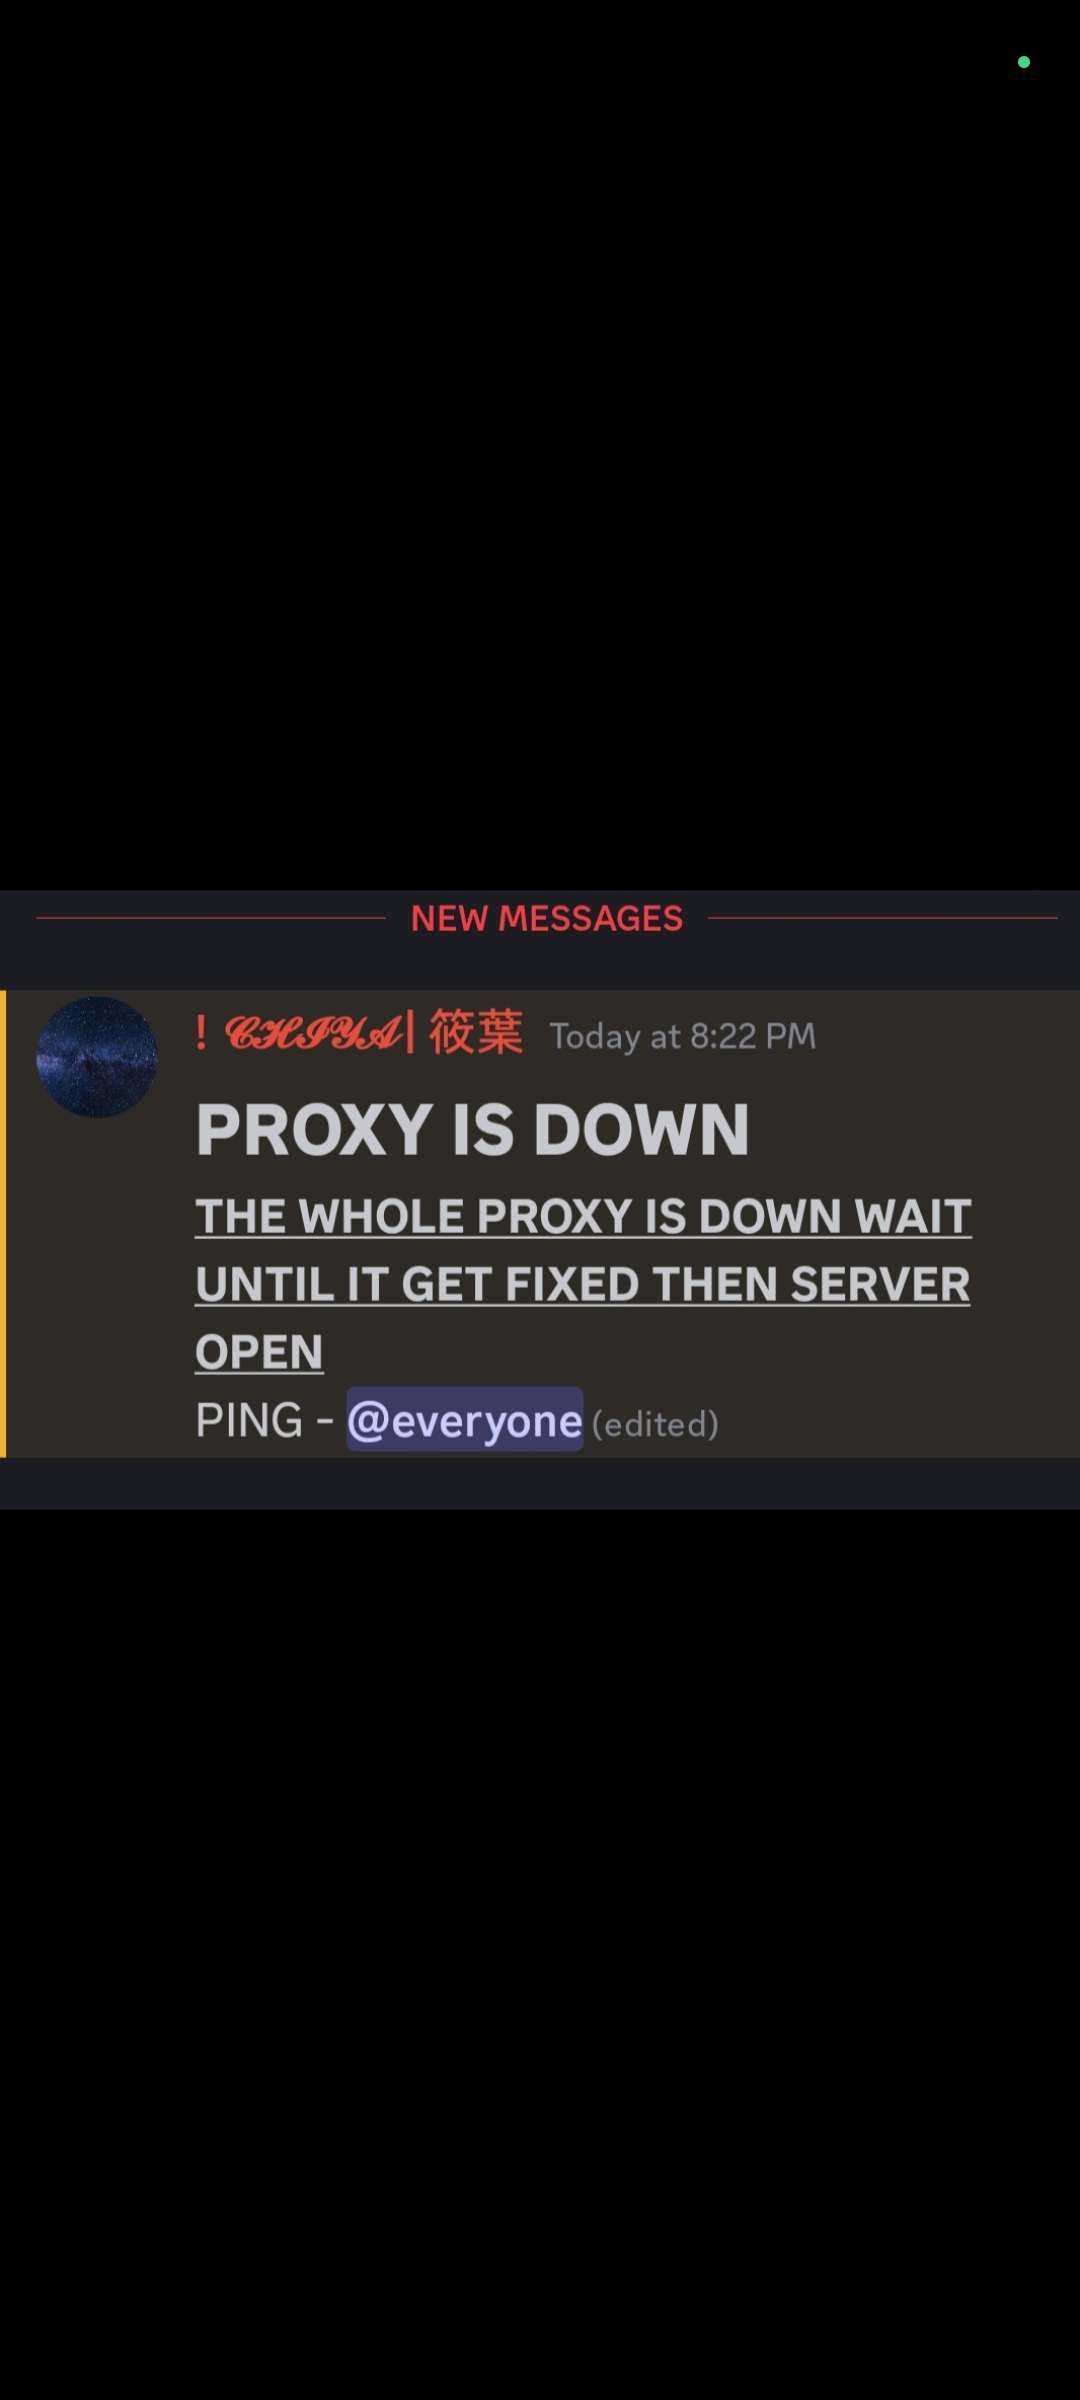 NEW MESSAGES
! 𝓒𝓗𝓘𝓨𝓐| 筱葉 Today at 8:22 PM
PROXY IS DOWN
THE WHOLE PROXY IS DOWN WAIT
UNTIL IT GET FIXED THEN SERVER
OPEN
PING - @everyone (edited)